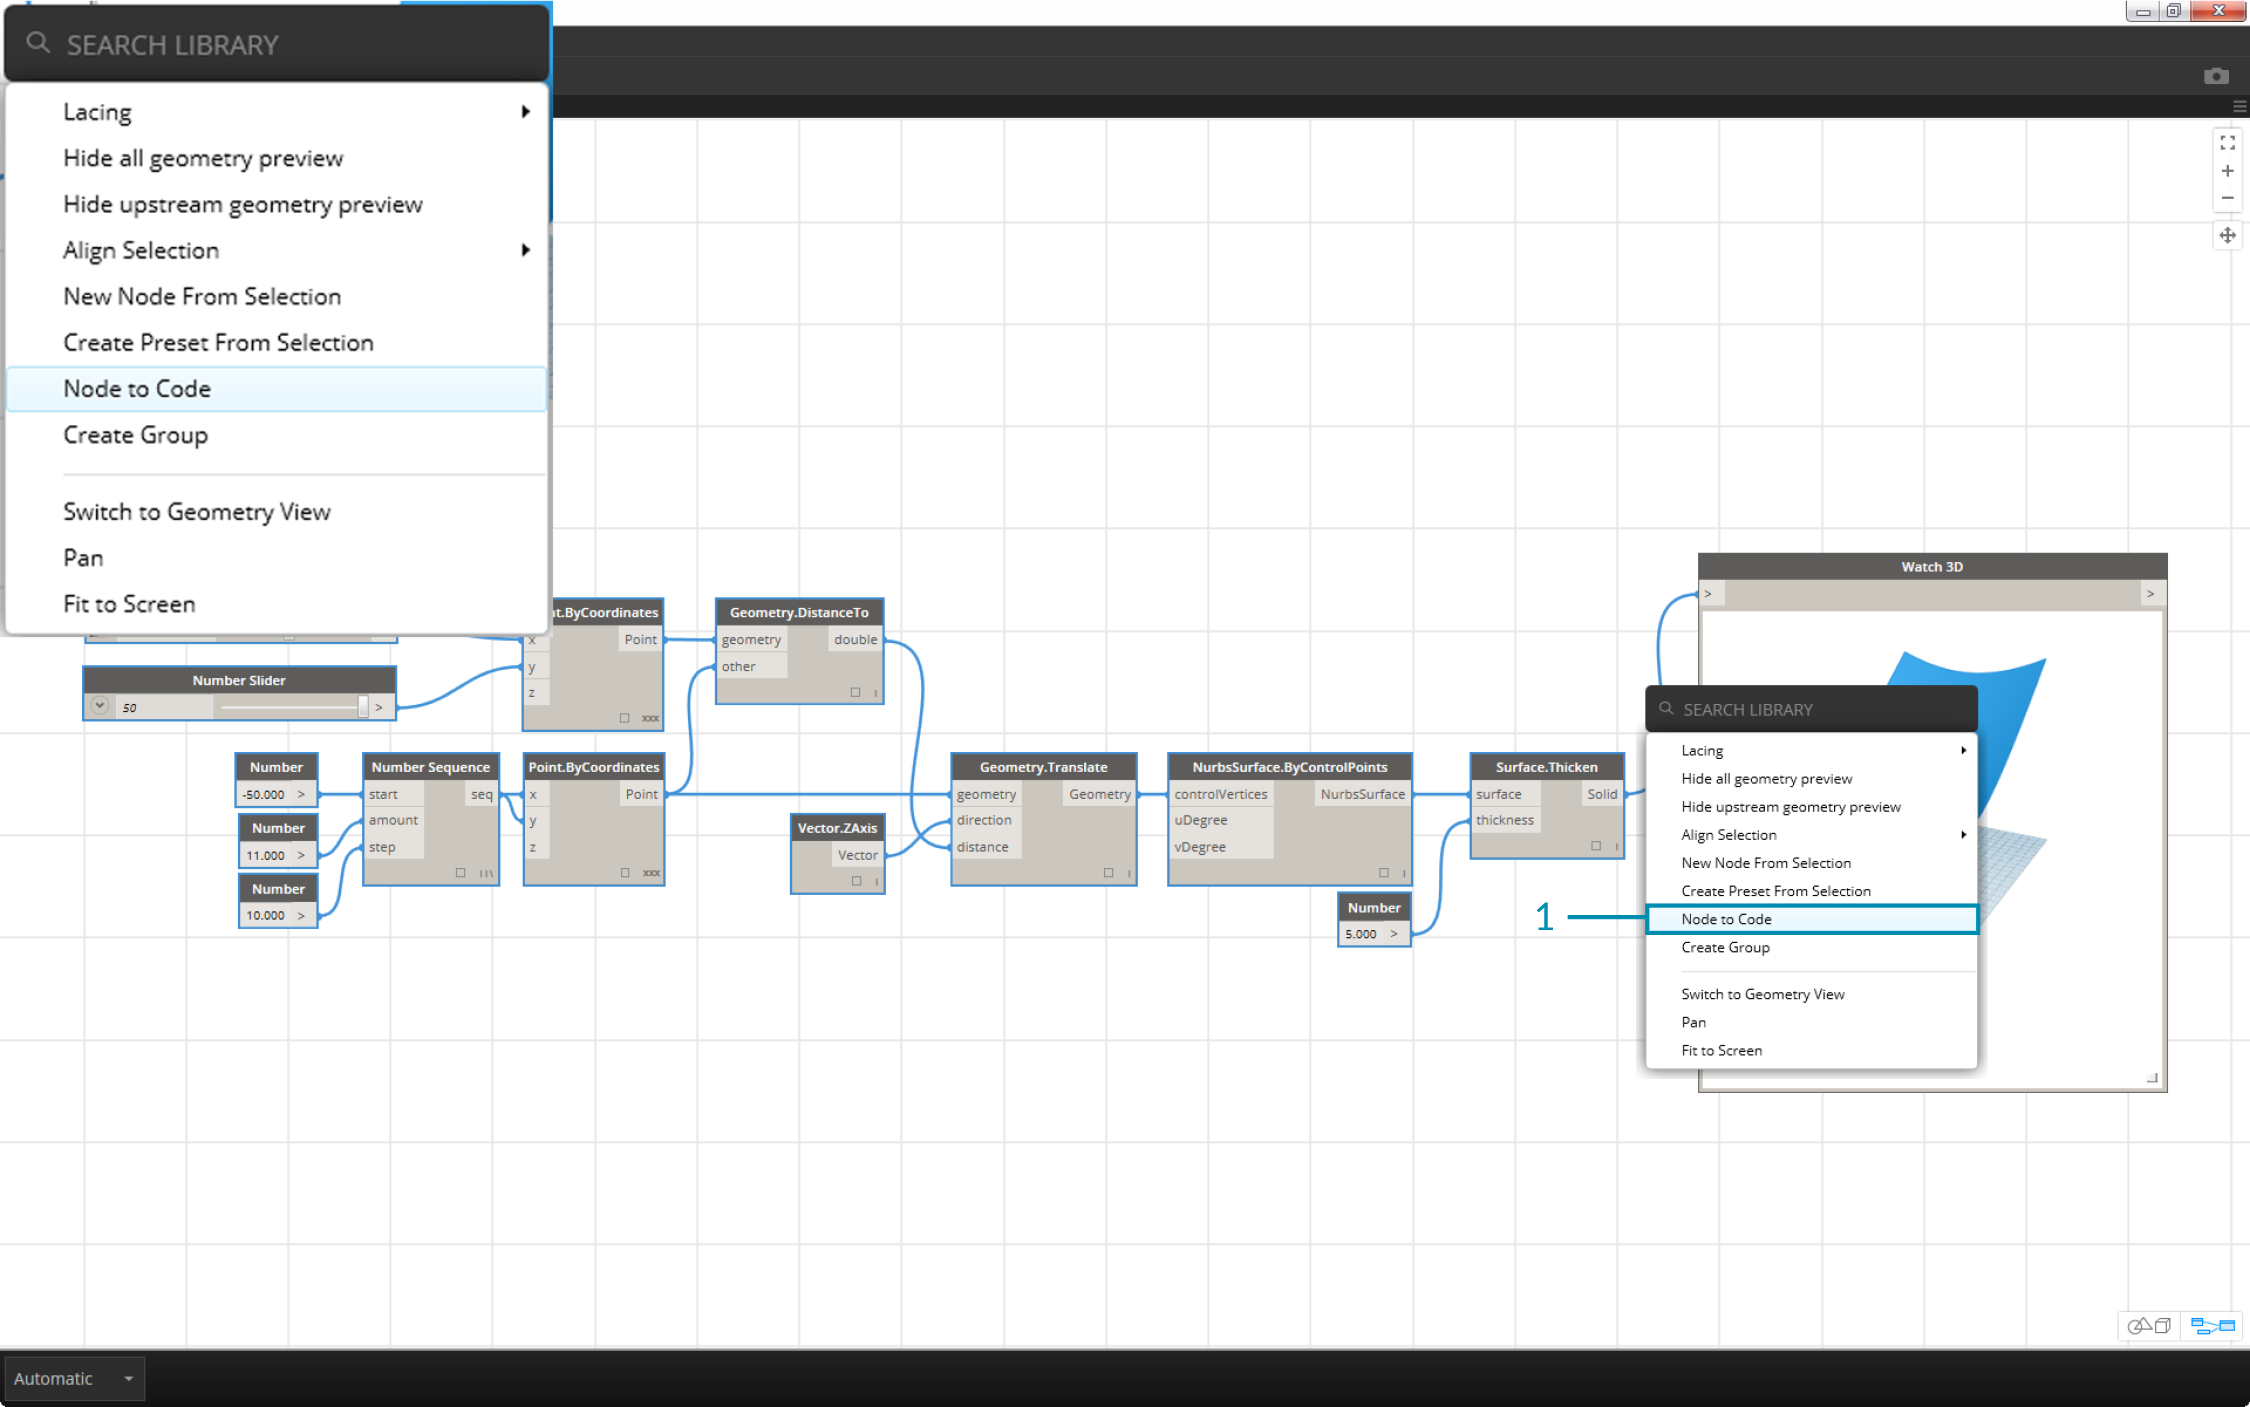 SEARCH LIBRARY
Lacing
Hide all geometry preview
Hide upstream geometry preview
Align Selection
New Node From Selection
Create Preset From Selection
Node to Code
Create Group
Switch to Geometry View
Pan
Fit to Screen
nt.ByCoordinates
x
Point
y
z
xxx
Geometry.DistanceTo
geometry
double
other
I
Number Slider
50
>
Number
-50.000 >
Number
11.000 >
Number
10.000 >
Number Sequence
start
seq
amount
step
Point.ByCoordinates
x
Point
y
z
xxx
Vector.ZAxis
Vector
I
Geometry.Translate
geometry
Geometry
direction
distance
I
NurbsSurface.ByControlPoints
controlVertices
NurbsSurface
uDegree
vDegree
I
Number
5.000 >
Surface.Thicken
surface
Solid
thickness
I
Watch 3D
>
>
SEARCH LIBRARY
Lacing
Hide all geometry preview
Hide upstream geometry preview
Align Selection
New Node From Selection
Create Preset From Selection
1
Node to Code
Create Group
Switch to Geometry View
Pan
Fit to Screen
Automatic